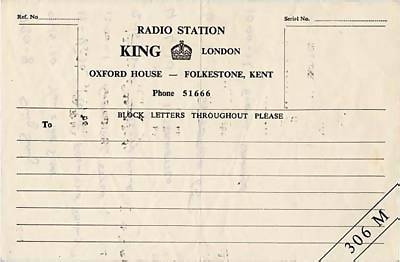 Ref. No
Serial No.
RADIO STATION
KING LONDON
OXFORD HOUSE — FOLKESTONE, KENT
Phone 51666
BLOCK LETTERS THROUGHOUT PLEASE
To
306 M